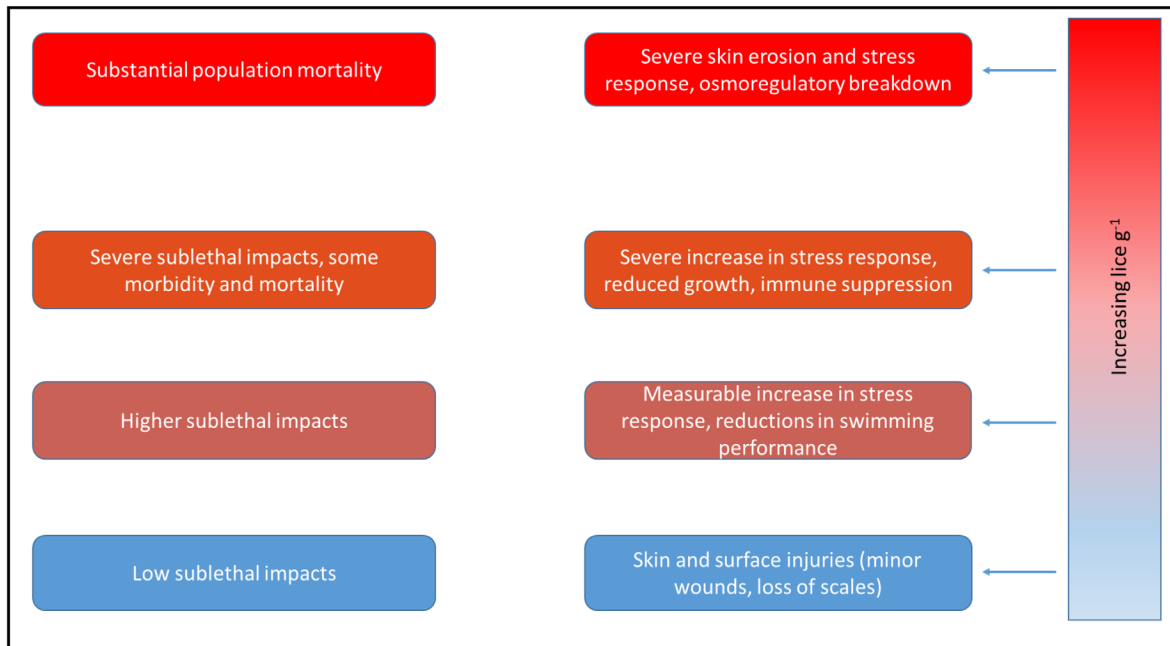 Substantial population mortality
Severe skin erosion and stress
response, osmoregulatory breakdown
Severe sublethal impacts, some
morbidity and mortality
Severe increase in stress response,
reduced growth, immune suppression
Higher sublethal impacts
Measurable increase in stress
response, reductions in swimming
performance
Low sublethal impacts
Skin and surface injuries (minor
wounds, loss of scales)
Increasing lice g⁻¹